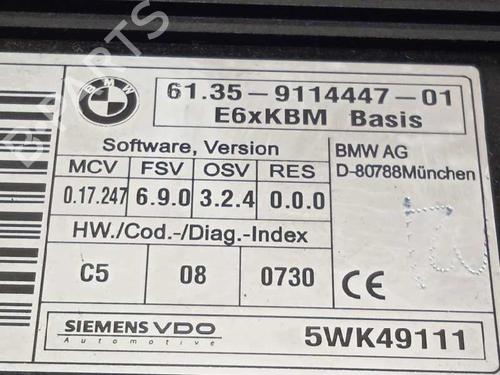 BMW
61.35-9114447-01
E6xKBM Basis
Software, Version
MCV FSV OSV RES
0.17.247 6.9.0 3.2.4 0.0.0
BMW AG
D-80788München
HW./Cod.-/Diag.-Index
C5 08 0730
CE
SIEMENS VDO
Automotive
5WK49111